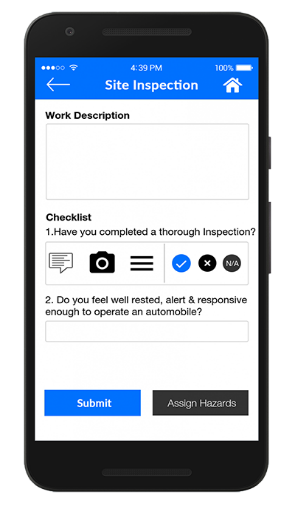 4:39 PM 100%
Site Inspection
Work Description
Checklist
1.Have you completed a thorough Inspection?
N/A
2. Do you feel well rested, alert & responsive
enough to operate an automobile?
Submit Assign Hazards